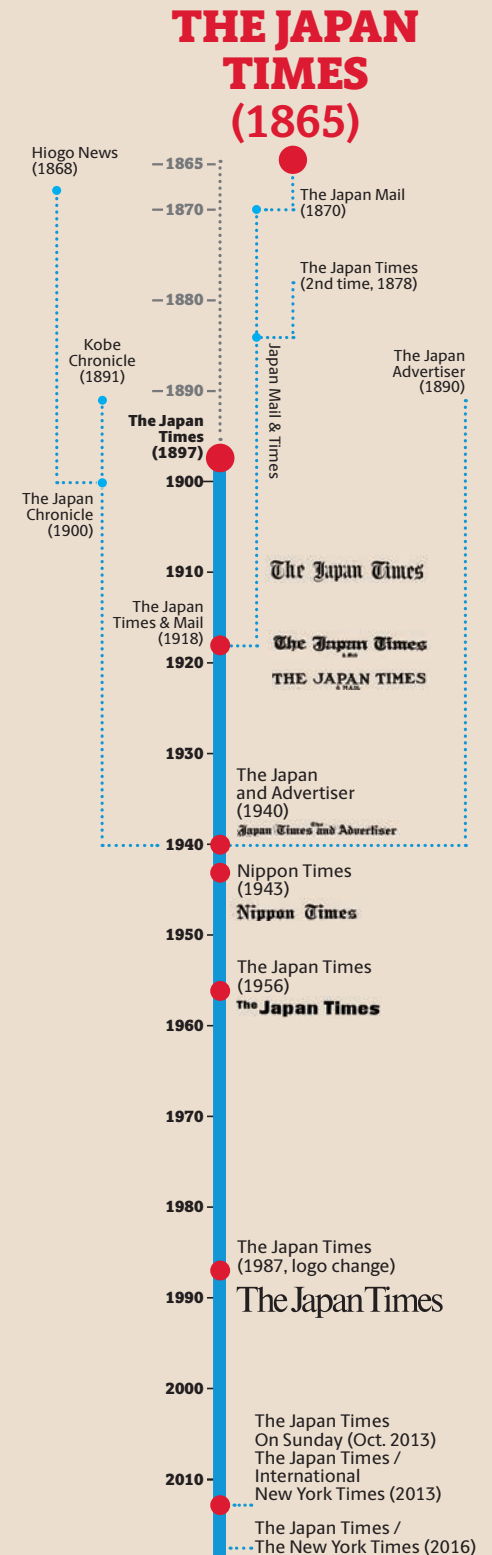 THE JAPAN
TIMES
(1865)
Hiogo News
(1868)
1865
The Japan Mail
(1870)
1870
The Japan Times
(2nd time, 1878)
1880
Kobe
Chronicle
(1891)
Japan Mail & Times
The Japan
Advertiser
(1890)
1890
The Japan
Times
(1897)
1900
The Japan
Chronicle
(1900)
1910
The Japan Times
The Japan
Times & Mail
(1918)
The Japan Times
& Mail
1920
THE JAPAN TIMES
& MAIL
1930
The Japan
and Advertiser
(1940)
Japan Times The and Advertiser
1940
Nippon Times
(1943)
Nippon Times
1950
The Japan Times
(1956)
The Japan Times
1960
1970
1980
The Japan Times
(1987, logo change)
1990
The Japan Times
2000
The Japan Times
On Sunday (Oct. 2013)
The Japan Times /
International
New York Times (2013)
2010
The Japan Times /
The New York Times (2016)